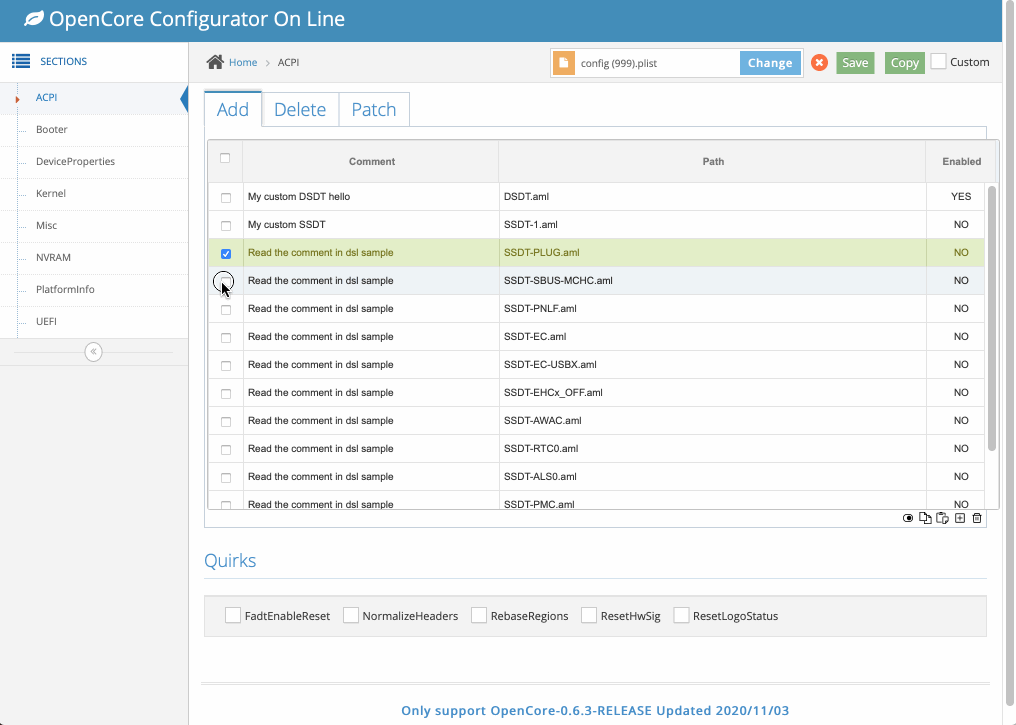 OpenCore Configurator On Line
SECTIONS
Home > ACPI
config (999).plist
Change
Save
Copy
Custom
ACPI
Booter
DeviceProperties
Kernel
Misc
NVRAM
PlatformInfo
UEFI
Add
Delete
Patch
Comment Path Enabled
My custom DSDT hello DSDT.aml YES
My custom SSDT SSDT-1.aml NO
Read the comment in dsl sample SSDT-PLUG.aml NO
Read the comment in dsl sample SSDT-SBUS-MCHC.aml NO
Read the comment in dsl sample SSDT-PNLF.aml NO
Read the comment in dsl sample SSDT-EC.aml NO
Read the comment in dsl sample SSDT-EC-USBX.aml NO
Read the comment in dsl sample SSDT-EHCx_OFF.aml NO
Read the comment in dsl sample SSDT-AWAC.aml NO
Read the comment in dsl sample SSDT-RTC0.aml NO
Read the comment in dsl sample SSDT-ALS0.aml NO
Read the comment in dsl sample SSDT-PMC.aml NO
Quirks
FadtEnableReset NormalizeHeaders RebaseRegions ResetHwSig ResetLogoStatus
Only support OpenCore-0.6.3-RELEASE Updated 2020/11/03